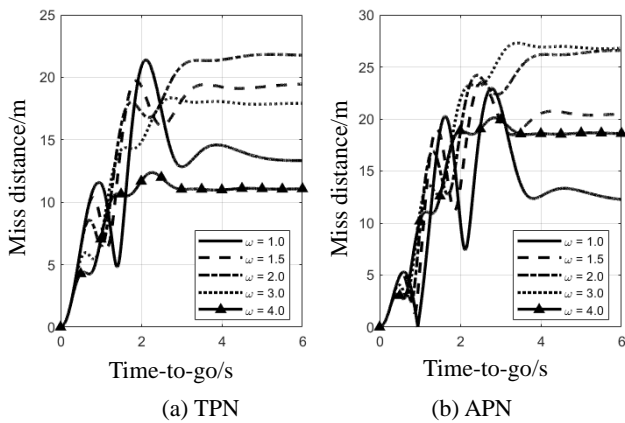 25
20
15
10
5
0
Miss distance/m
0
2
4
6
Time-to-go/s
ω = 1.0
ω = 1.5
ω = 2.0
ω = 3.0
ω = 4.0
(a) TPN
30
25
20
15
10
5
0
Miss distance/m
0
2
4
6
Time-to-go/s
ω = 1.0
ω = 1.5
ω = 2.0
ω = 3.0
ω = 4.0
(b) APN